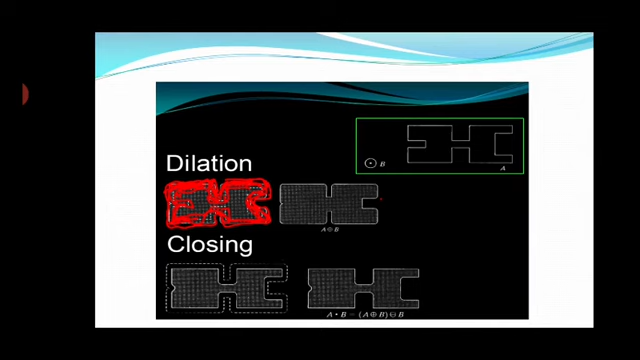 B
A
Dilation
A ⊕ B
Closing
A • B = (A ⊕ B) ⊖ B